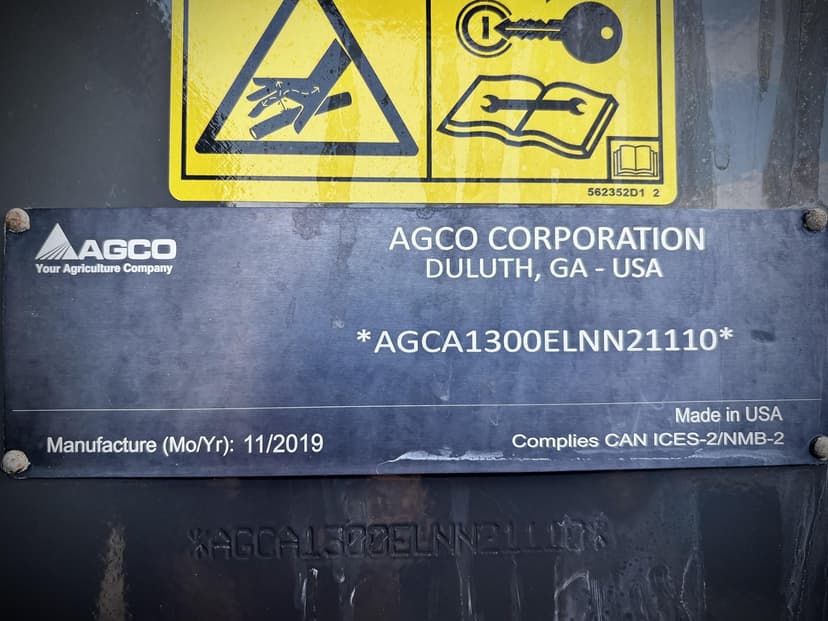 562352D1 2
AGCO
Your Agriculture Company
AGCO CORPORATION
DULUTH, GA - USA
*AGCA1300ELNN21110*
Made in USA
Manufacture (Mo/Yr): 11/2019
Complies CAN ICES-2/NMB-2
*AGCA1300ELNN21110*